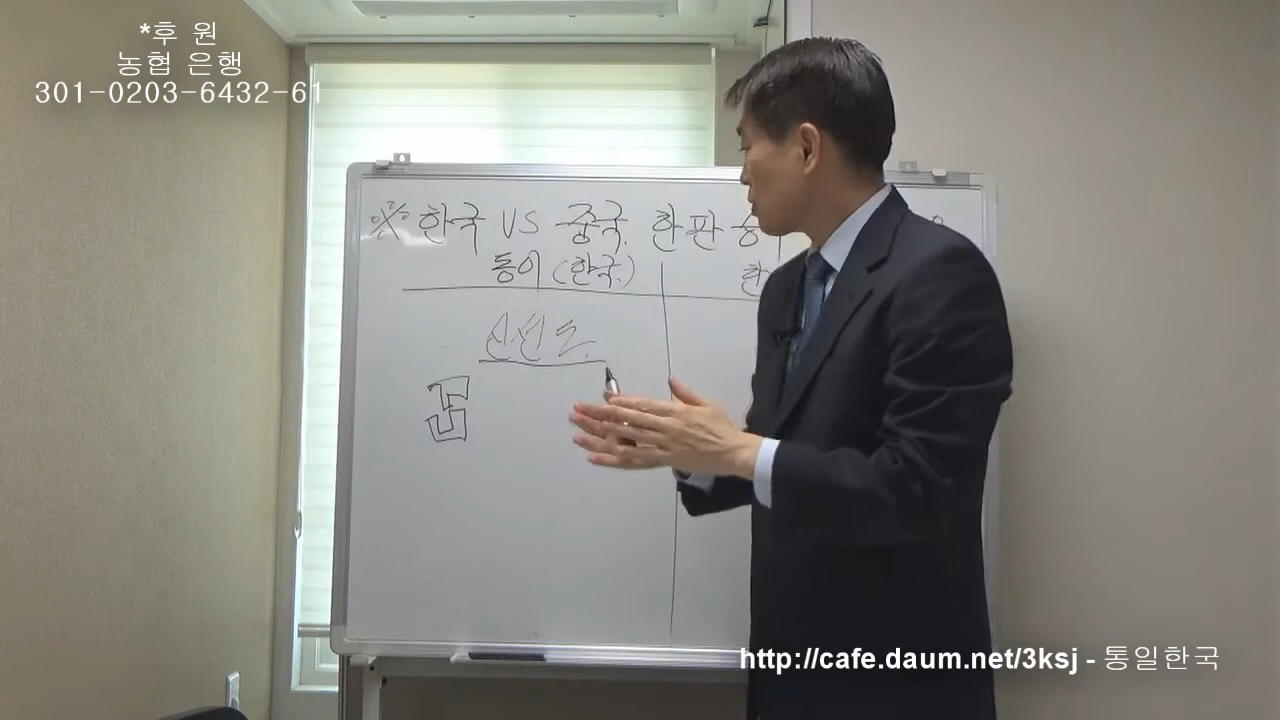 *후 원
농협 은행
301-0203-6432-61
※ 한국 VS 중국 한판 승
동이 (한국)
한
신선도
http://cafe.daum.net/3ksj - 통일한국